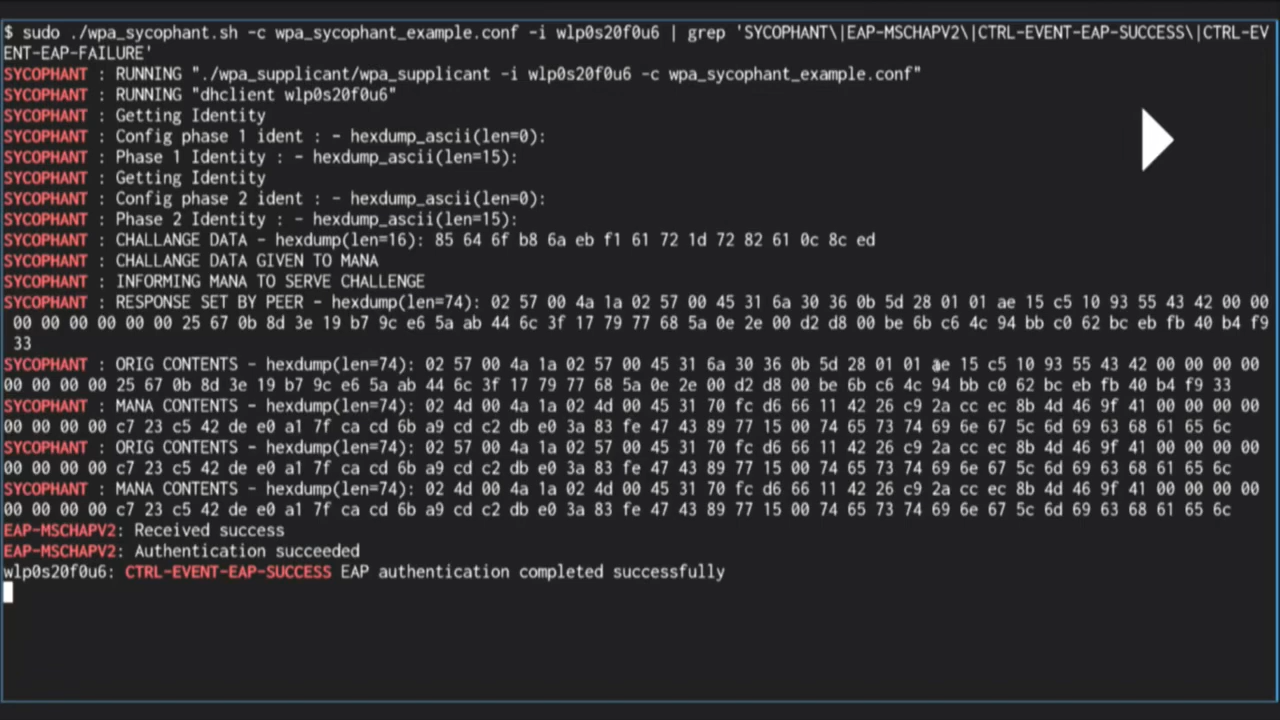 $ sudo ./wpa_sycophant.sh -c wpa_sycophant_example.conf -i wlp0s20f0u6 | grep 'SYCOPHANT\|EAP-MSCHAPV2\|CTRL-EVENT-EAP-SUCCESS\|CTRL-EV
ENT-EAP-FAILURE'
SYCOPHANT : RUNNING "./wpa_supplicant/wpa_supplicant -i wlp0s20f0u6 -c wpa_sycophant_example.conf"
SYCOPHANT : RUNNING "dhclient wlp0s20f0u6"
SYCOPHANT : Getting Identity
SYCOPHANT : Config phase 1 ident : - hexdump_ascii(len=0):
SYCOPHANT : Phase 1 Identity : - hexdump_ascii(len=15):
SYCOPHANT : Getting Identity
SYCOPHANT : Config phase 2 ident : - hexdump_ascii(len=0):
SYCOPHANT : Phase 2 Identity : - hexdump_ascii(len=15):
SYCOPHANT : CHALLANGE DATA - hexdump(len=16): 85 64 6f b8 6a eb f1 61 72 1d 72 82 61 0c 8c ed
SYCOPHANT : CHALLANGE DATA GIVEN TO MANA
SYCOPHANT : INFORMING MANA TO SERVE CHALLENGE
SYCOPHANT : RESPONSE SET BY PEER - hexdump(len=74): 02 57 00 4a 1a 02 57 00 45 31 6a 30 36 0b 5d 28 01 01 ae 15 c5 10 93 55 43 42 00 00
00 00 00 00 00 00 25 67 0b 8d 3e 19 b7 9c e6 5a ab 44 6c 3f 17 79 77 68 5a 0e 2e 00 d2 d8 00 be 6b c6 4c 94 bb c0 62 bc eb fb 40 b4 f9
33
SYCOPHANT : ORIG CONTENTS - hexdump(len=74): 02 57 00 4a 1a 02 57 00 45 31 6a 30 36 0b 5d 28 01 01 ae 15 c5 10 93 55 43 42 00 00 00 00
00 00 00 00 25 67 0b 8d 3e 19 b7 9c e6 5a ab 44 6c 3f 17 79 77 68 5a 0e 2e 00 d2 d8 00 be 6b c6 4c 94 bb c0 62 bc eb fb 40 b4 f9 33
SYCOPHANT : MANA CONTENTS - hexdump(len=74): 02 4d 00 4a 1a 02 4d 00 45 31 70 fc d6 66 11 42 26 c9 2a cc ec 8b 4d 46 9f 41 00 00 00 00
00 00 00 00 c7 23 c5 42 de e0 a1 7f ca cd 6b a9 cd c2 db e0 3a 83 fe 47 43 89 77 15 00 74 65 73 74 69 6e 67 5c 6d 69 63 68 61 65 6c
SYCOPHANT : ORIG CONTENTS - hexdump(len=74): 02 57 00 4a 1a 02 57 00 45 31 70 fc d6 66 11 42 26 c9 2a cc ec 8b 4d 46 9f 41 00 00 00 00
00 00 00 00 c7 23 c5 42 de e0 a1 7f ca cd 6b a9 cd c2 db e0 3a 83 fe 47 43 89 77 15 00 74 65 73 74 69 6e 67 5c 6d 69 63 68 61 65 6c
SYCOPHANT : MANA CONTENTS - hexdump(len=74): 02 4d 00 4a 1a 02 4d 00 45 31 70 fc d6 66 11 42 26 c9 2a cc ec 8b 4d 46 9f 41 00 00 00 00
00 00 00 00 c7 23 c5 42 de e0 a1 7f ca cd 6b a9 cd c2 db e0 3a 83 fe 47 43 89 77 15 00 74 65 73 74 69 6e 67 5c 6d 69 63 68 61 65 6c
EAP-MSCHAPV2: Received success
EAP-MSCHAPV2: Authentication succeeded
wlp0s20f0u6: CTRL-EVENT-EAP-SUCCESS EAP authentication completed successfully